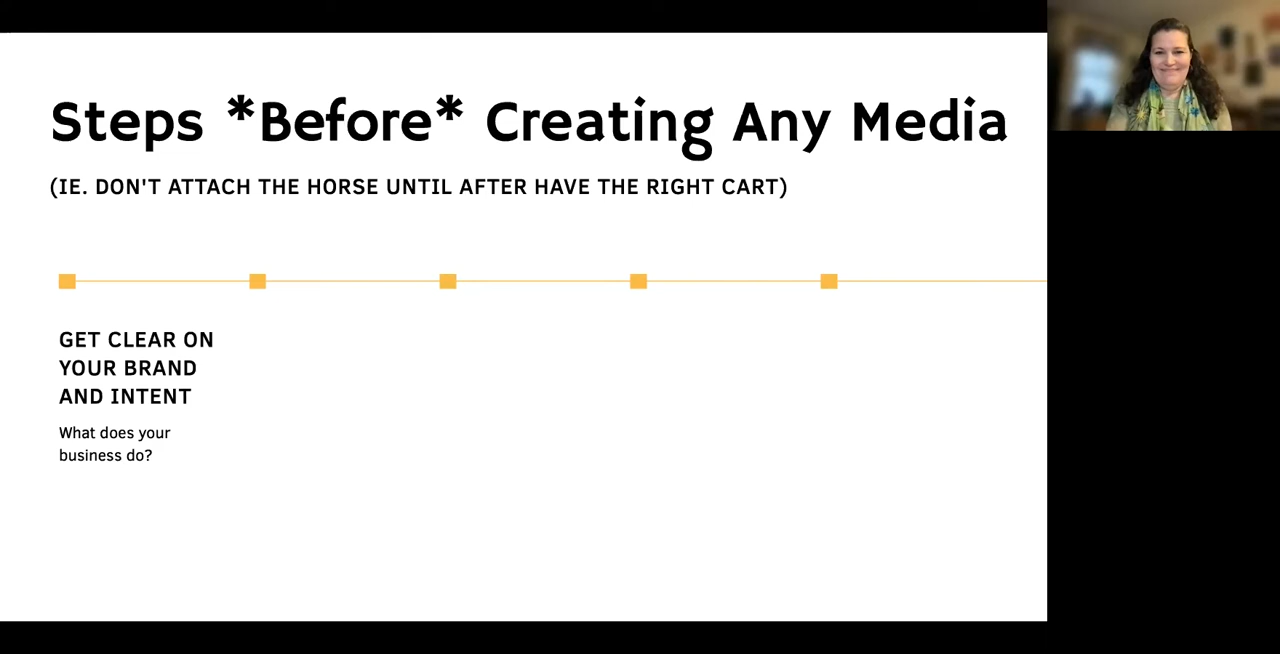 Steps *Before* Creating Any Media
(IE. DON'T ATTACH THE HORSE UNTIL AFTER HAVE THE RIGHT CART)
GET CLEAR ON
YOUR BRAND
AND INTENT
What does your
business do?